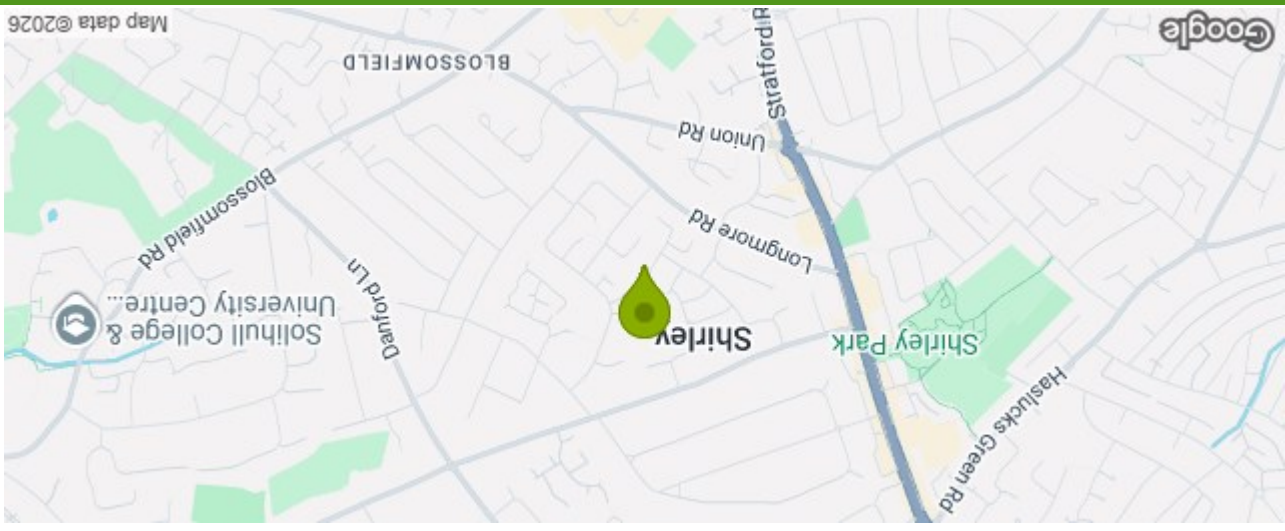 Haslucks Green Rd
Shirley Park
Shirley
Solihull College &
University Centre...
Danford Ln
Longmore Rd
Blossomfield Rd
Union Rd
Stratford R
BLOSSOMFIELD
Google
Map data ©2026